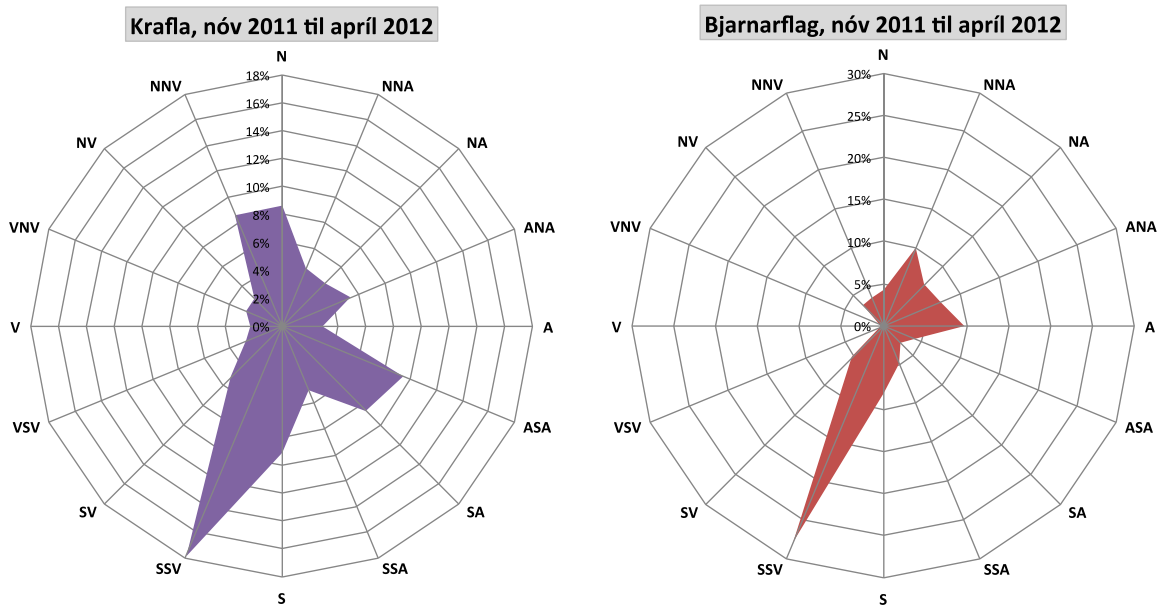 Krafla, nóv 2011 til apríl 2012
N
NNA
NA
ANA
A
ASA
SA
SSA
S
SSV
SV
VSV
V
VNV
NV
NNV
18%
16%
14%
12%
10%
8%
6%
4%
2%
0%
Bjarnarflag, nóv 2011 til apríl 2012
N
NNA
NA
ANA
A
ASA
SA
SSA
S
SSV
SV
VSV
V
VNV
NV
NNV
30%
25%
20%
15%
10%
5%
0%